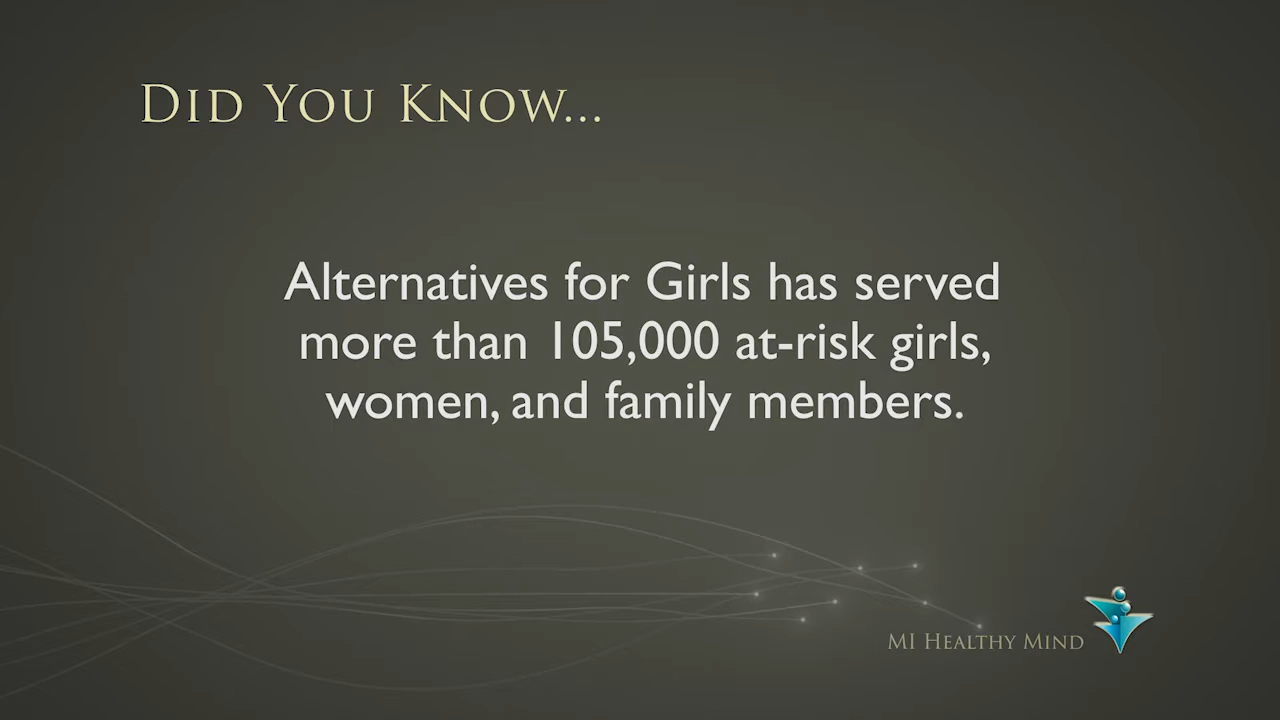 Did You Know...
Alternatives for Girls has served
more than 105,000 at-risk girls,
women, and family members.
MI Healthy Mind